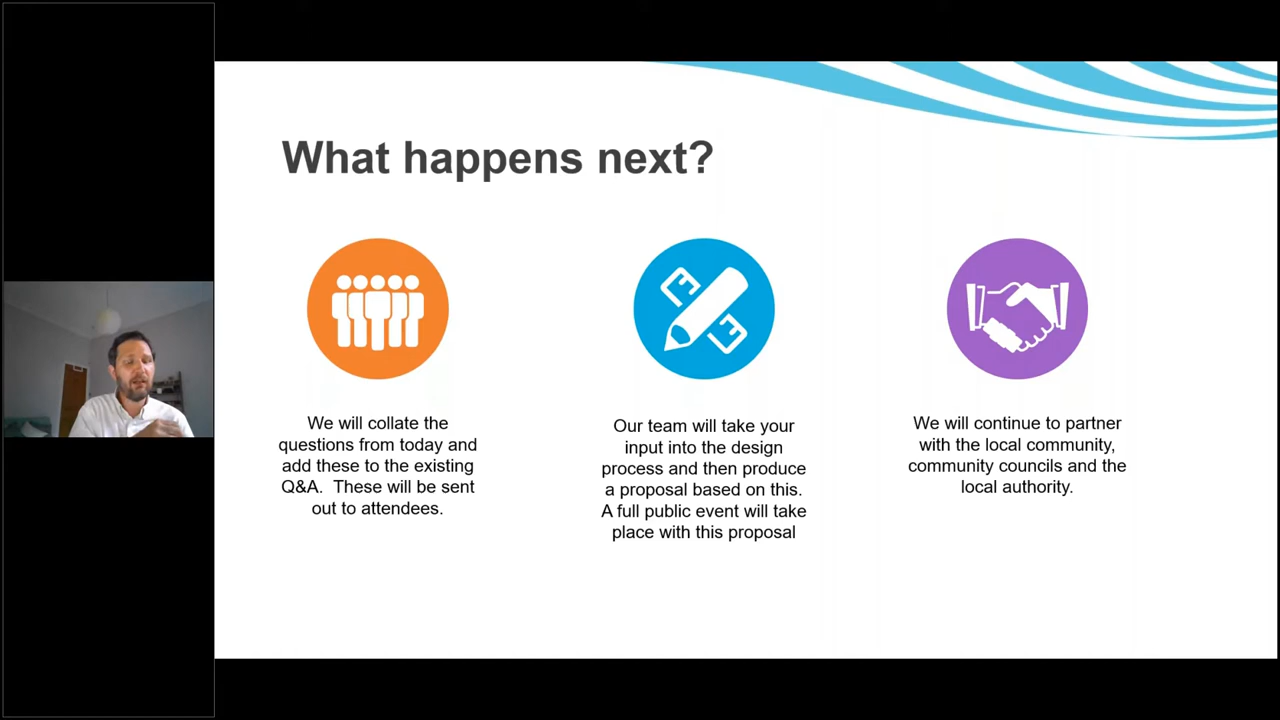 What happens next?
We will collate the
questions from today and
add these to the existing
Q&A.  These will be sent
out to attendees.
Our team will take your
input into the design
process and then produce
a proposal based on this.
A full public event will take
place with this proposal
We will continue to partner
with the local community,
community councils and the
local authority.